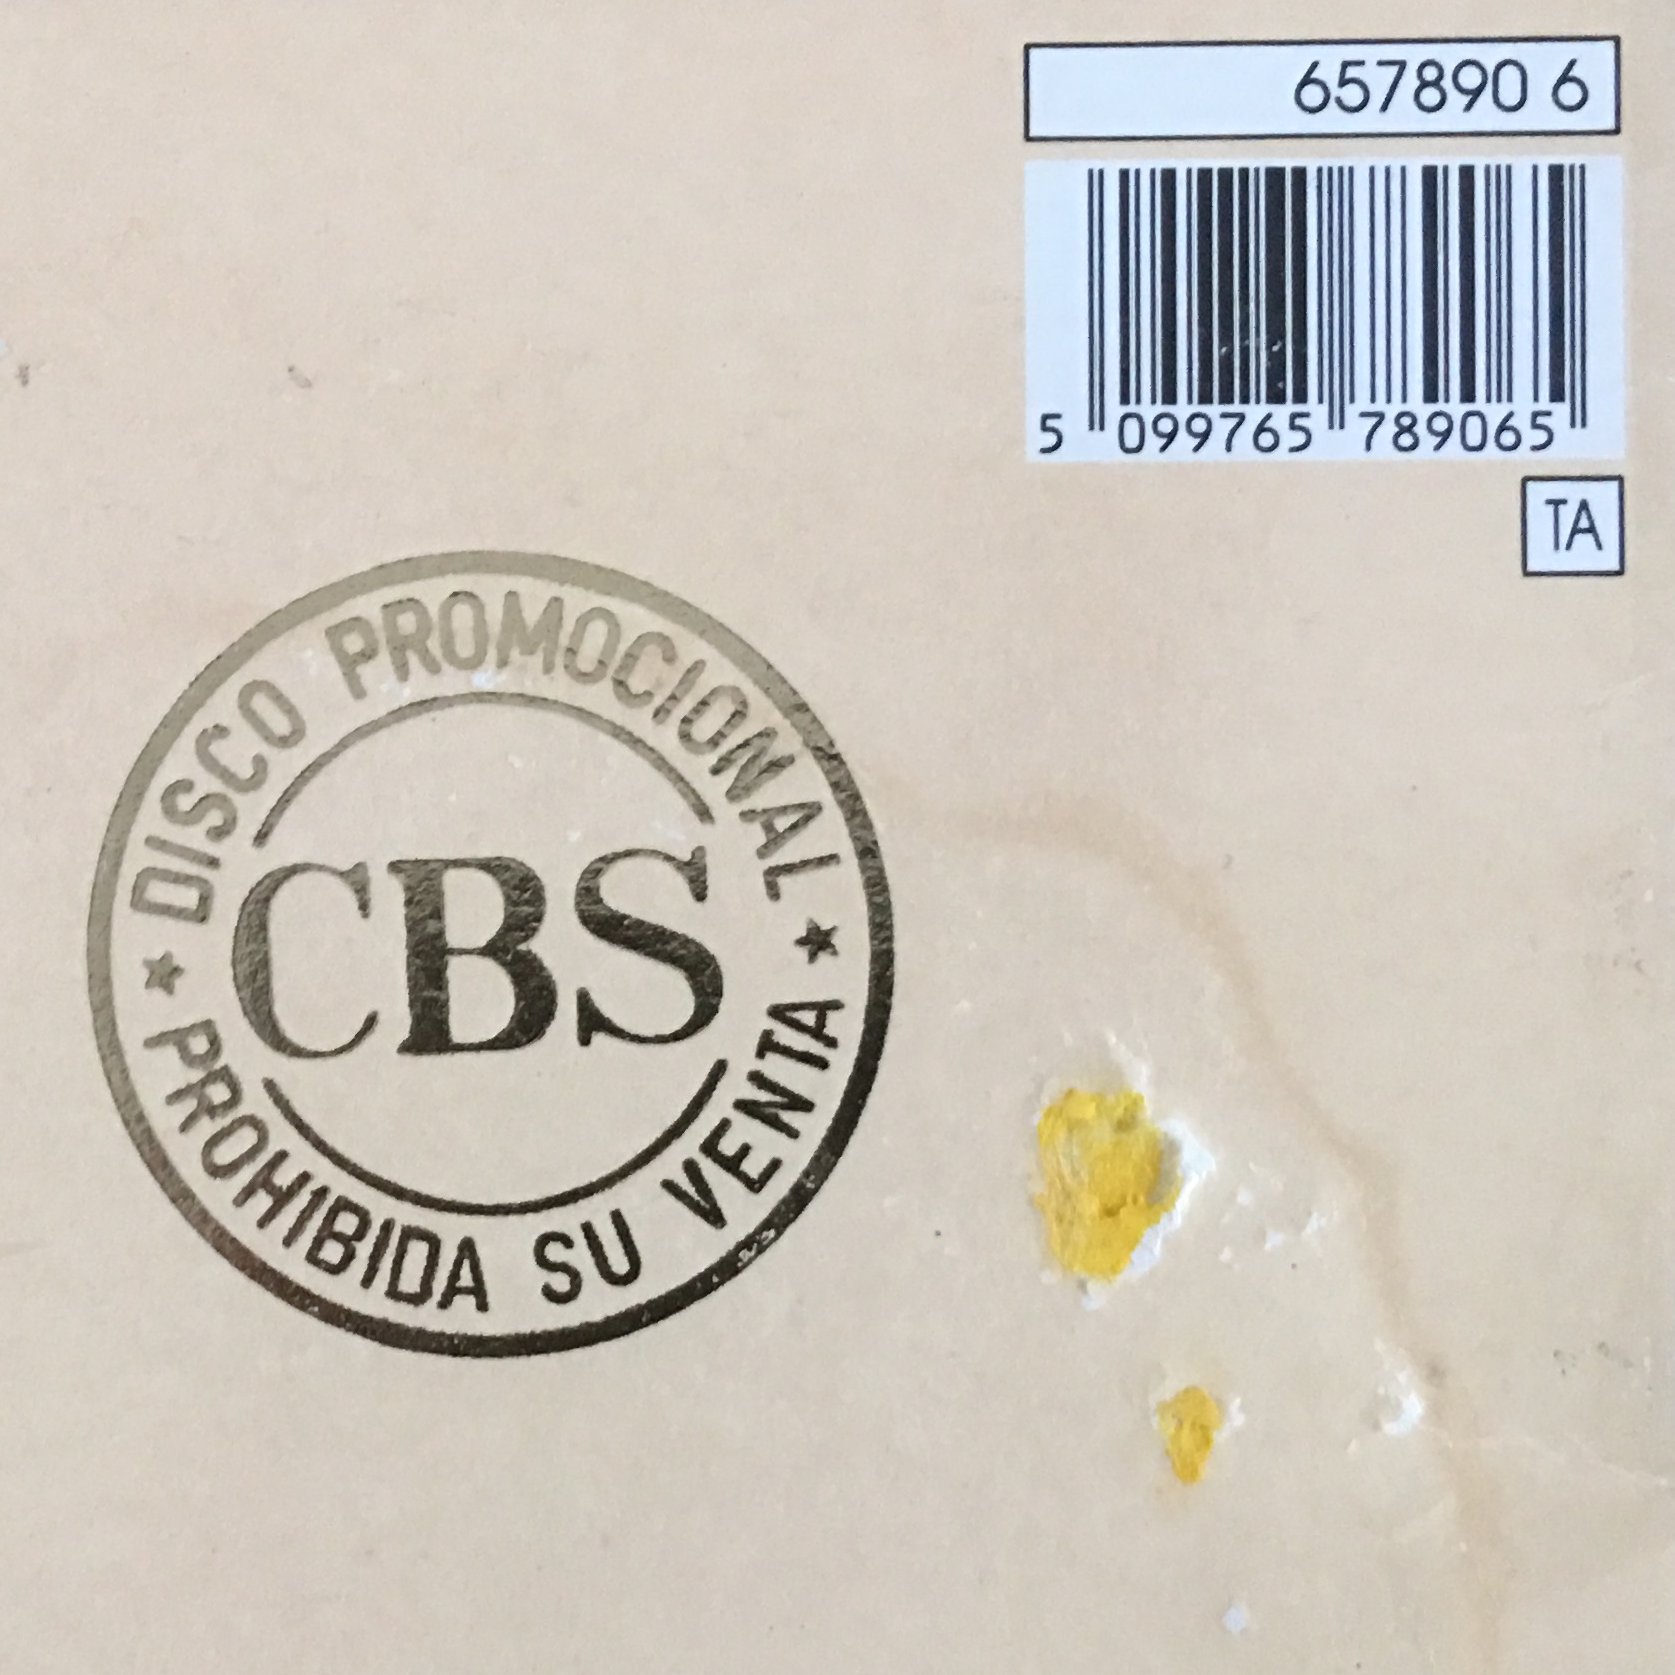 657890 6
5 099765 789065
TA
DISCO PROMOCIONAL
CBS
★ PROHIBIDA SU VENTA ★